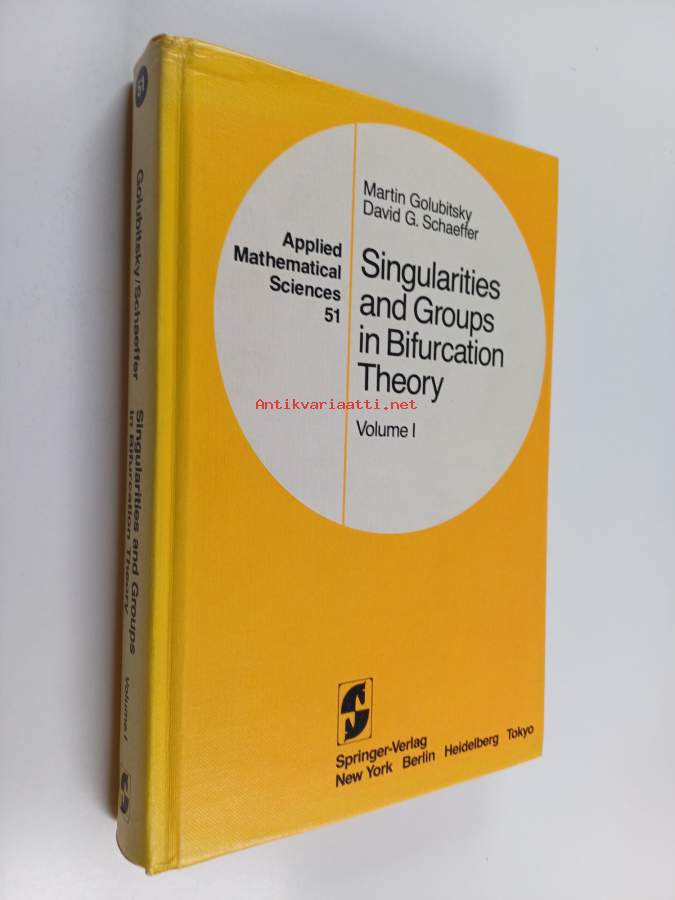 Applied
Mathematical
Sciences
51
Martin Golubitsky
David G. Schaeffer
Singularities
and Groups
in Bifurcation
Theory
Volume I
Antikvariaatti.net
Springer-Verlag
New York Berlin Heidelberg Tokyo
Golubitsky/Schaeffer
Singularities and Groups
in Bifurcation Theory
Volume I